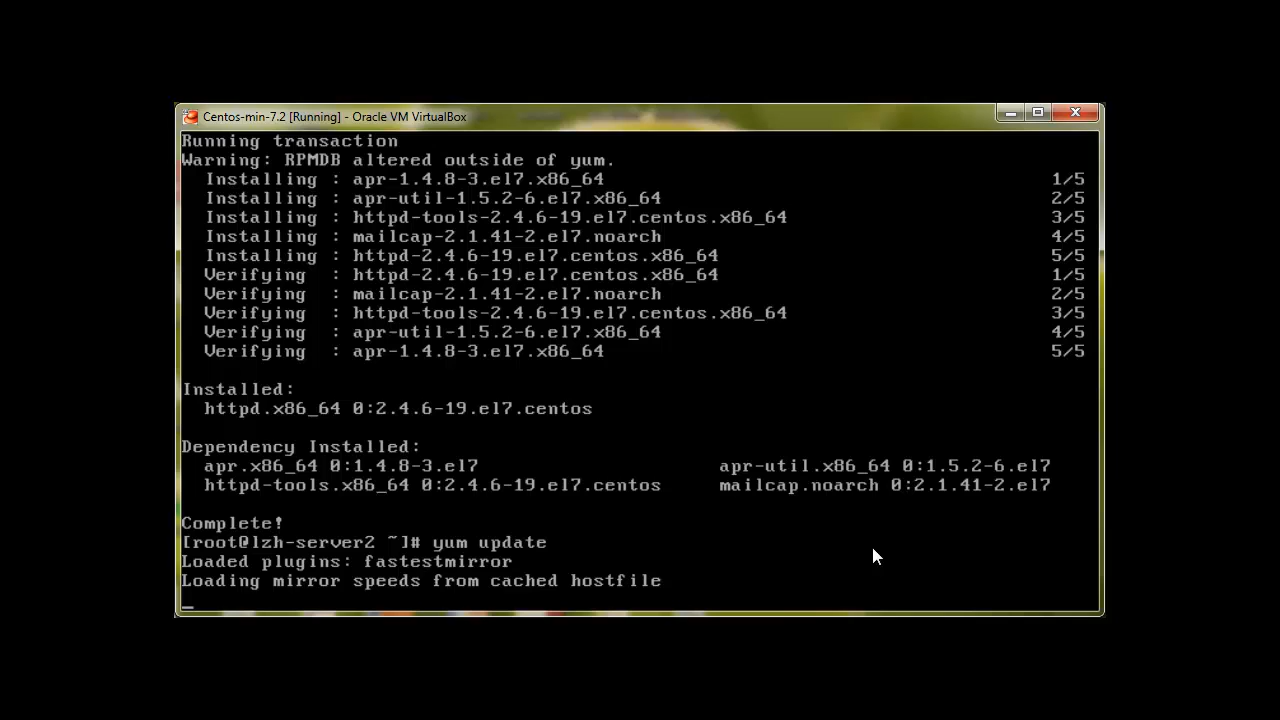 Centos-min-7.2 [Running] - Oracle VM VirtualBox
Running transaction
Warning: RPMDB altered outside of yum.
Installing : apr-1.4.8-3.el7.x86_64 1/5
Installing : apr-util-1.5.2-6.el7.x86_64 2/5
Installing : httpd-tools-2.4.6-19.el7.centos.x86_64 3/5
Installing : mailcap-2.1.41-2.el7.noarch 4/5
Installing : httpd-2.4.6-19.el7.centos.x86_64 5/5
Verifying : httpd-2.4.6-19.el7.centos.x86_64 1/5
Verifying : mailcap-2.1.41-2.el7.noarch 2/5
Verifying : httpd-tools-2.4.6-19.el7.centos.x86_64 3/5
Verifying : apr-util-1.5.2-6.el7.x86_64 4/5
Verifying : apr-1.4.8-3.el7.x86_64 5/5
Installed:
httpd.x86_64 0:2.4.6-19.el7.centos
Dependency Installed:
apr.x86_64 0:1.4.8-3.el7 apr-util.x86_64 0:1.5.2-6.el7
httpd-tools.x86_64 0:2.4.6-19.el7.centos mailcap.noarch 0:2.1.41-2.el7
Complete!
[root@lzh-server2 ~]# yum update
Loaded plugins: fastestmirror
Loading mirror speeds from cached hostfile